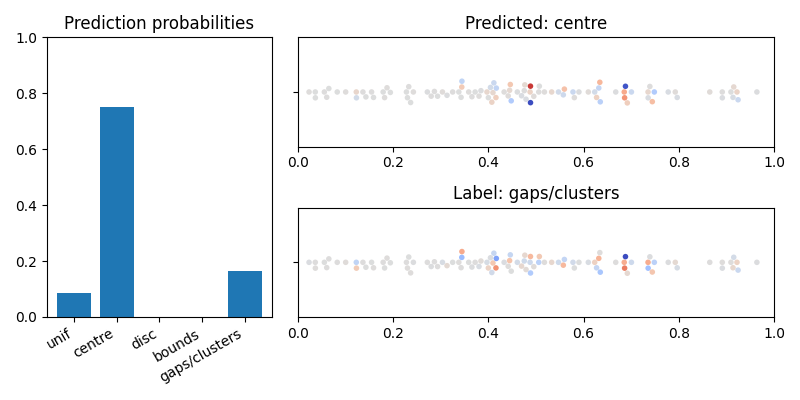 Prediction probabilities
1.0
0.8
0.6
0.4
0.2
0.0
unif
centre
disc
bounds
gaps/clusters
Predicted: centre
0.0 0.2 0.4 0.6 0.8 1.0
Label: gaps/clusters
0.0 0.2 0.4 0.6 0.8 1.0